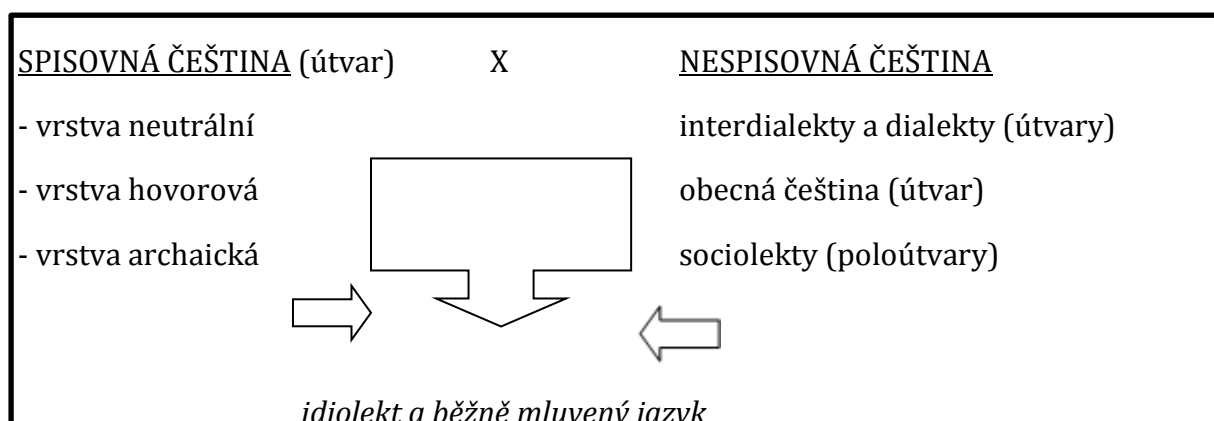 SPISOVNÁ ČEŠTINA (útvar) X NESPISOVNÁ ČEŠTINA
- vrstva neutrální interdialekty a dialekty (útvary)
- vrstva hovorová obecná čeština (útvar)
- vrstva archaická sociolekty (poloútvary)
idiolekt a běžně mluvený jazyk